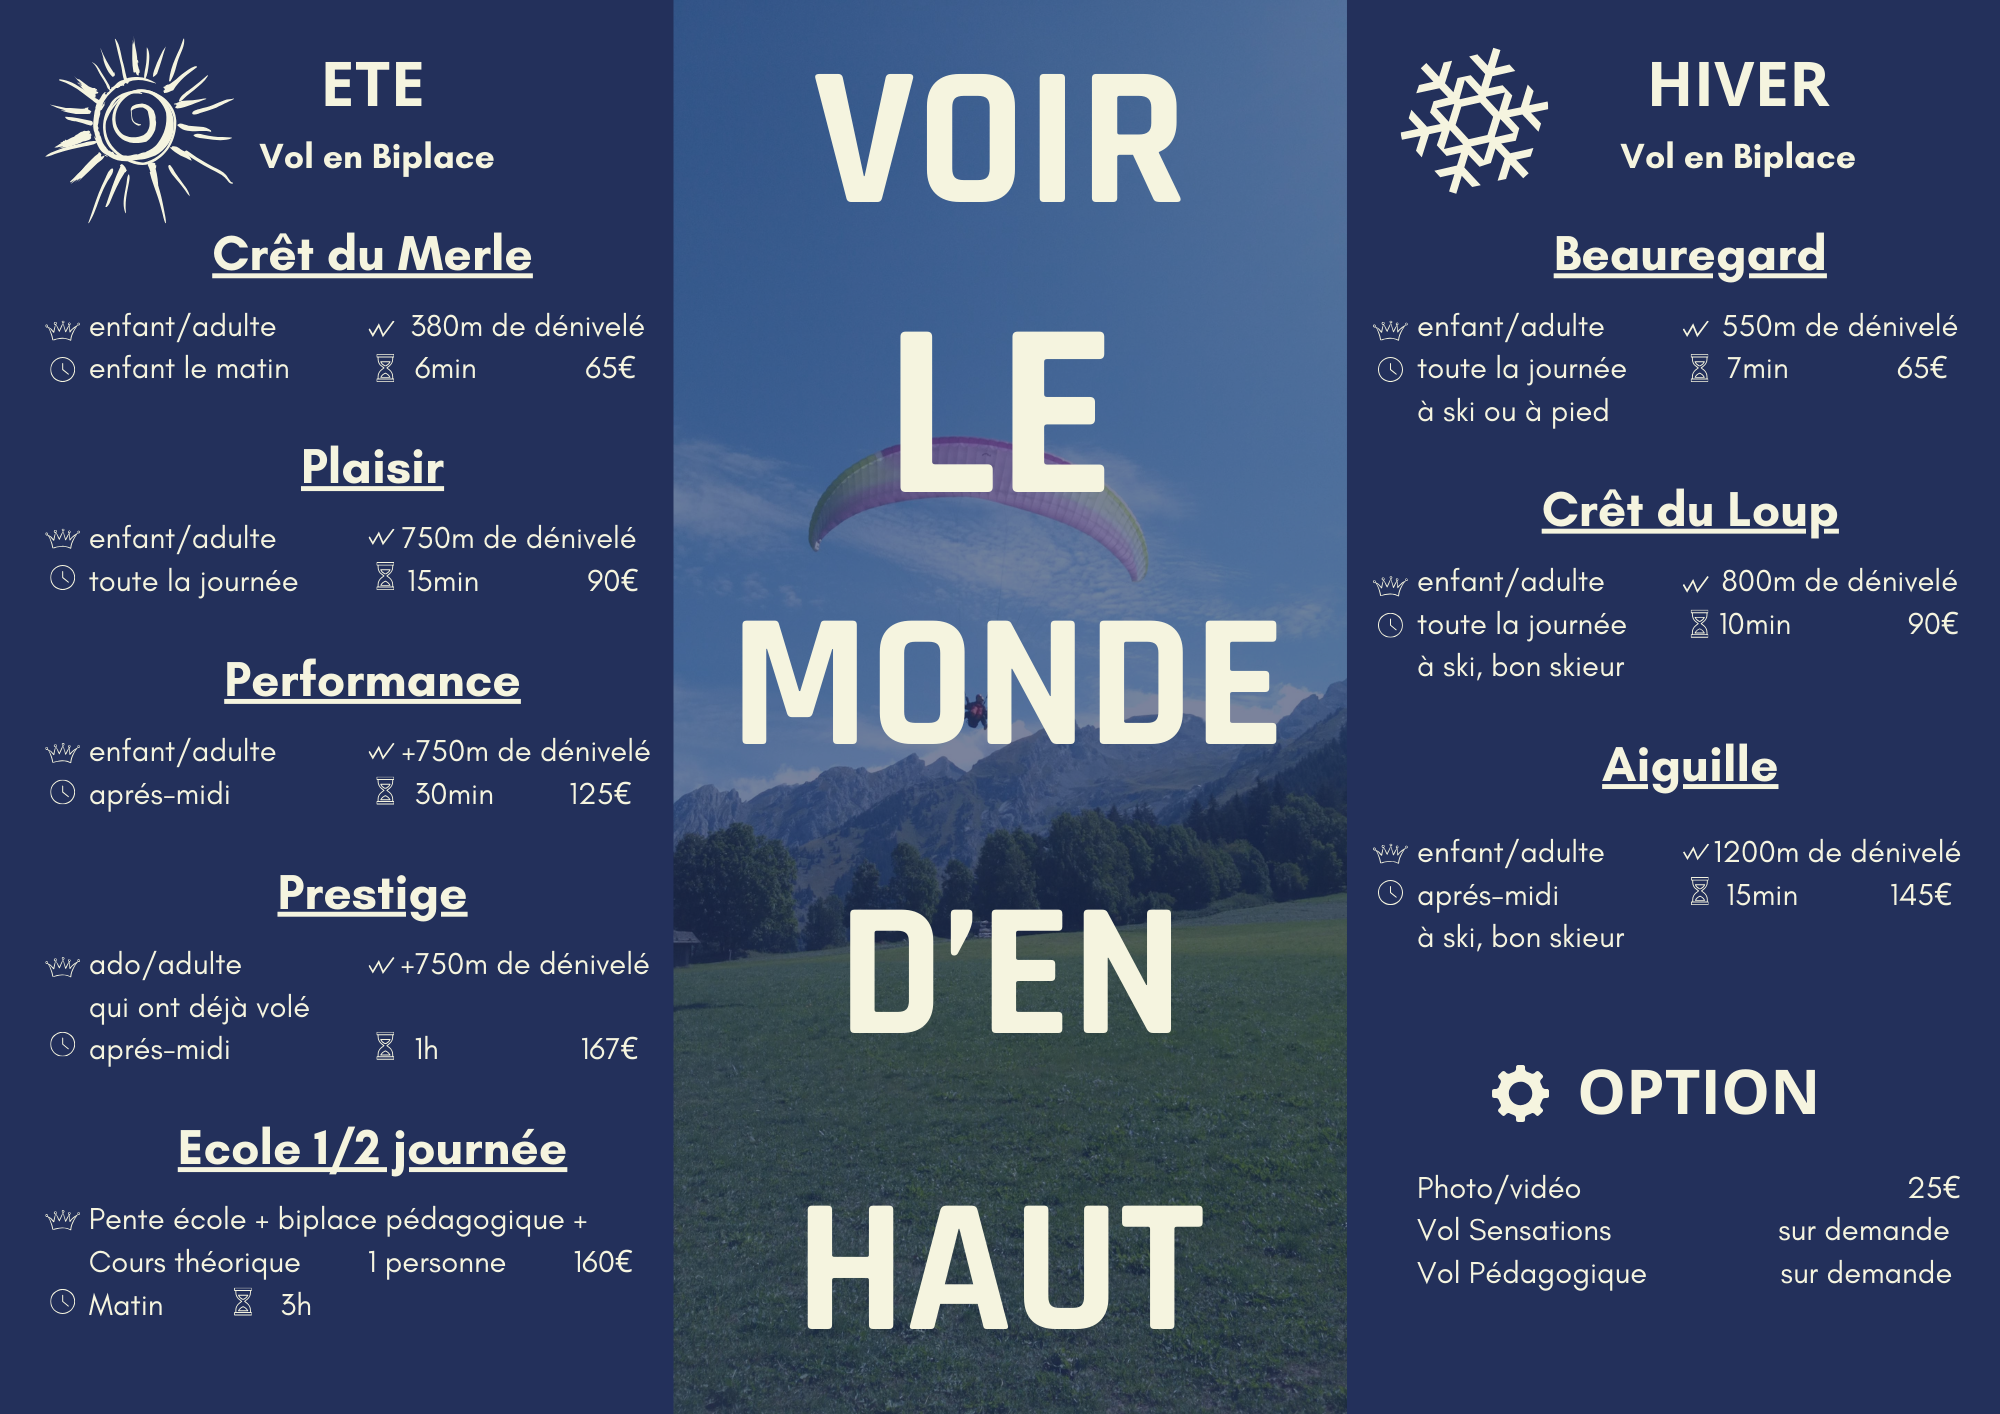 ETE
Vol en Biplace
Crêt du Merle
enfant/adulte 380m de dénivelé
enfant le matin 6min 65€
Plaisir
enfant/adulte 750m de dénivelé
toute la journée 15min 90€
Performance
enfant/adulte +750m de dénivelé
aprés-midi 30min 125€
Prestige
ado/adulte +750m de dénivelé
qui ont déjà volé
aprés-midi 1h 167€
Ecole 1/2 journée
Pente école + biplace pédagogique +
Cours théorique 1 personne 160€
Matin 3h
VOIR
LE
MONDE
D'EN
HAUT
HIVER
Vol en Biplace
Beauregard
enfant/adulte 550m de dénivelé
toute la journée 7min 65€
à ski ou à pied
Crêt du Loup
enfant/adulte 800m de dénivelé
toute la journée 10min 90€
à ski, bon skieur
Aiguille
enfant/adulte 1200m de dénivelé
aprés-midi 15min 145€
à ski, bon skieur
OPTION
Photo/vidéo 25€
Vol Sensations sur demande
Vol Pédagogique sur demande